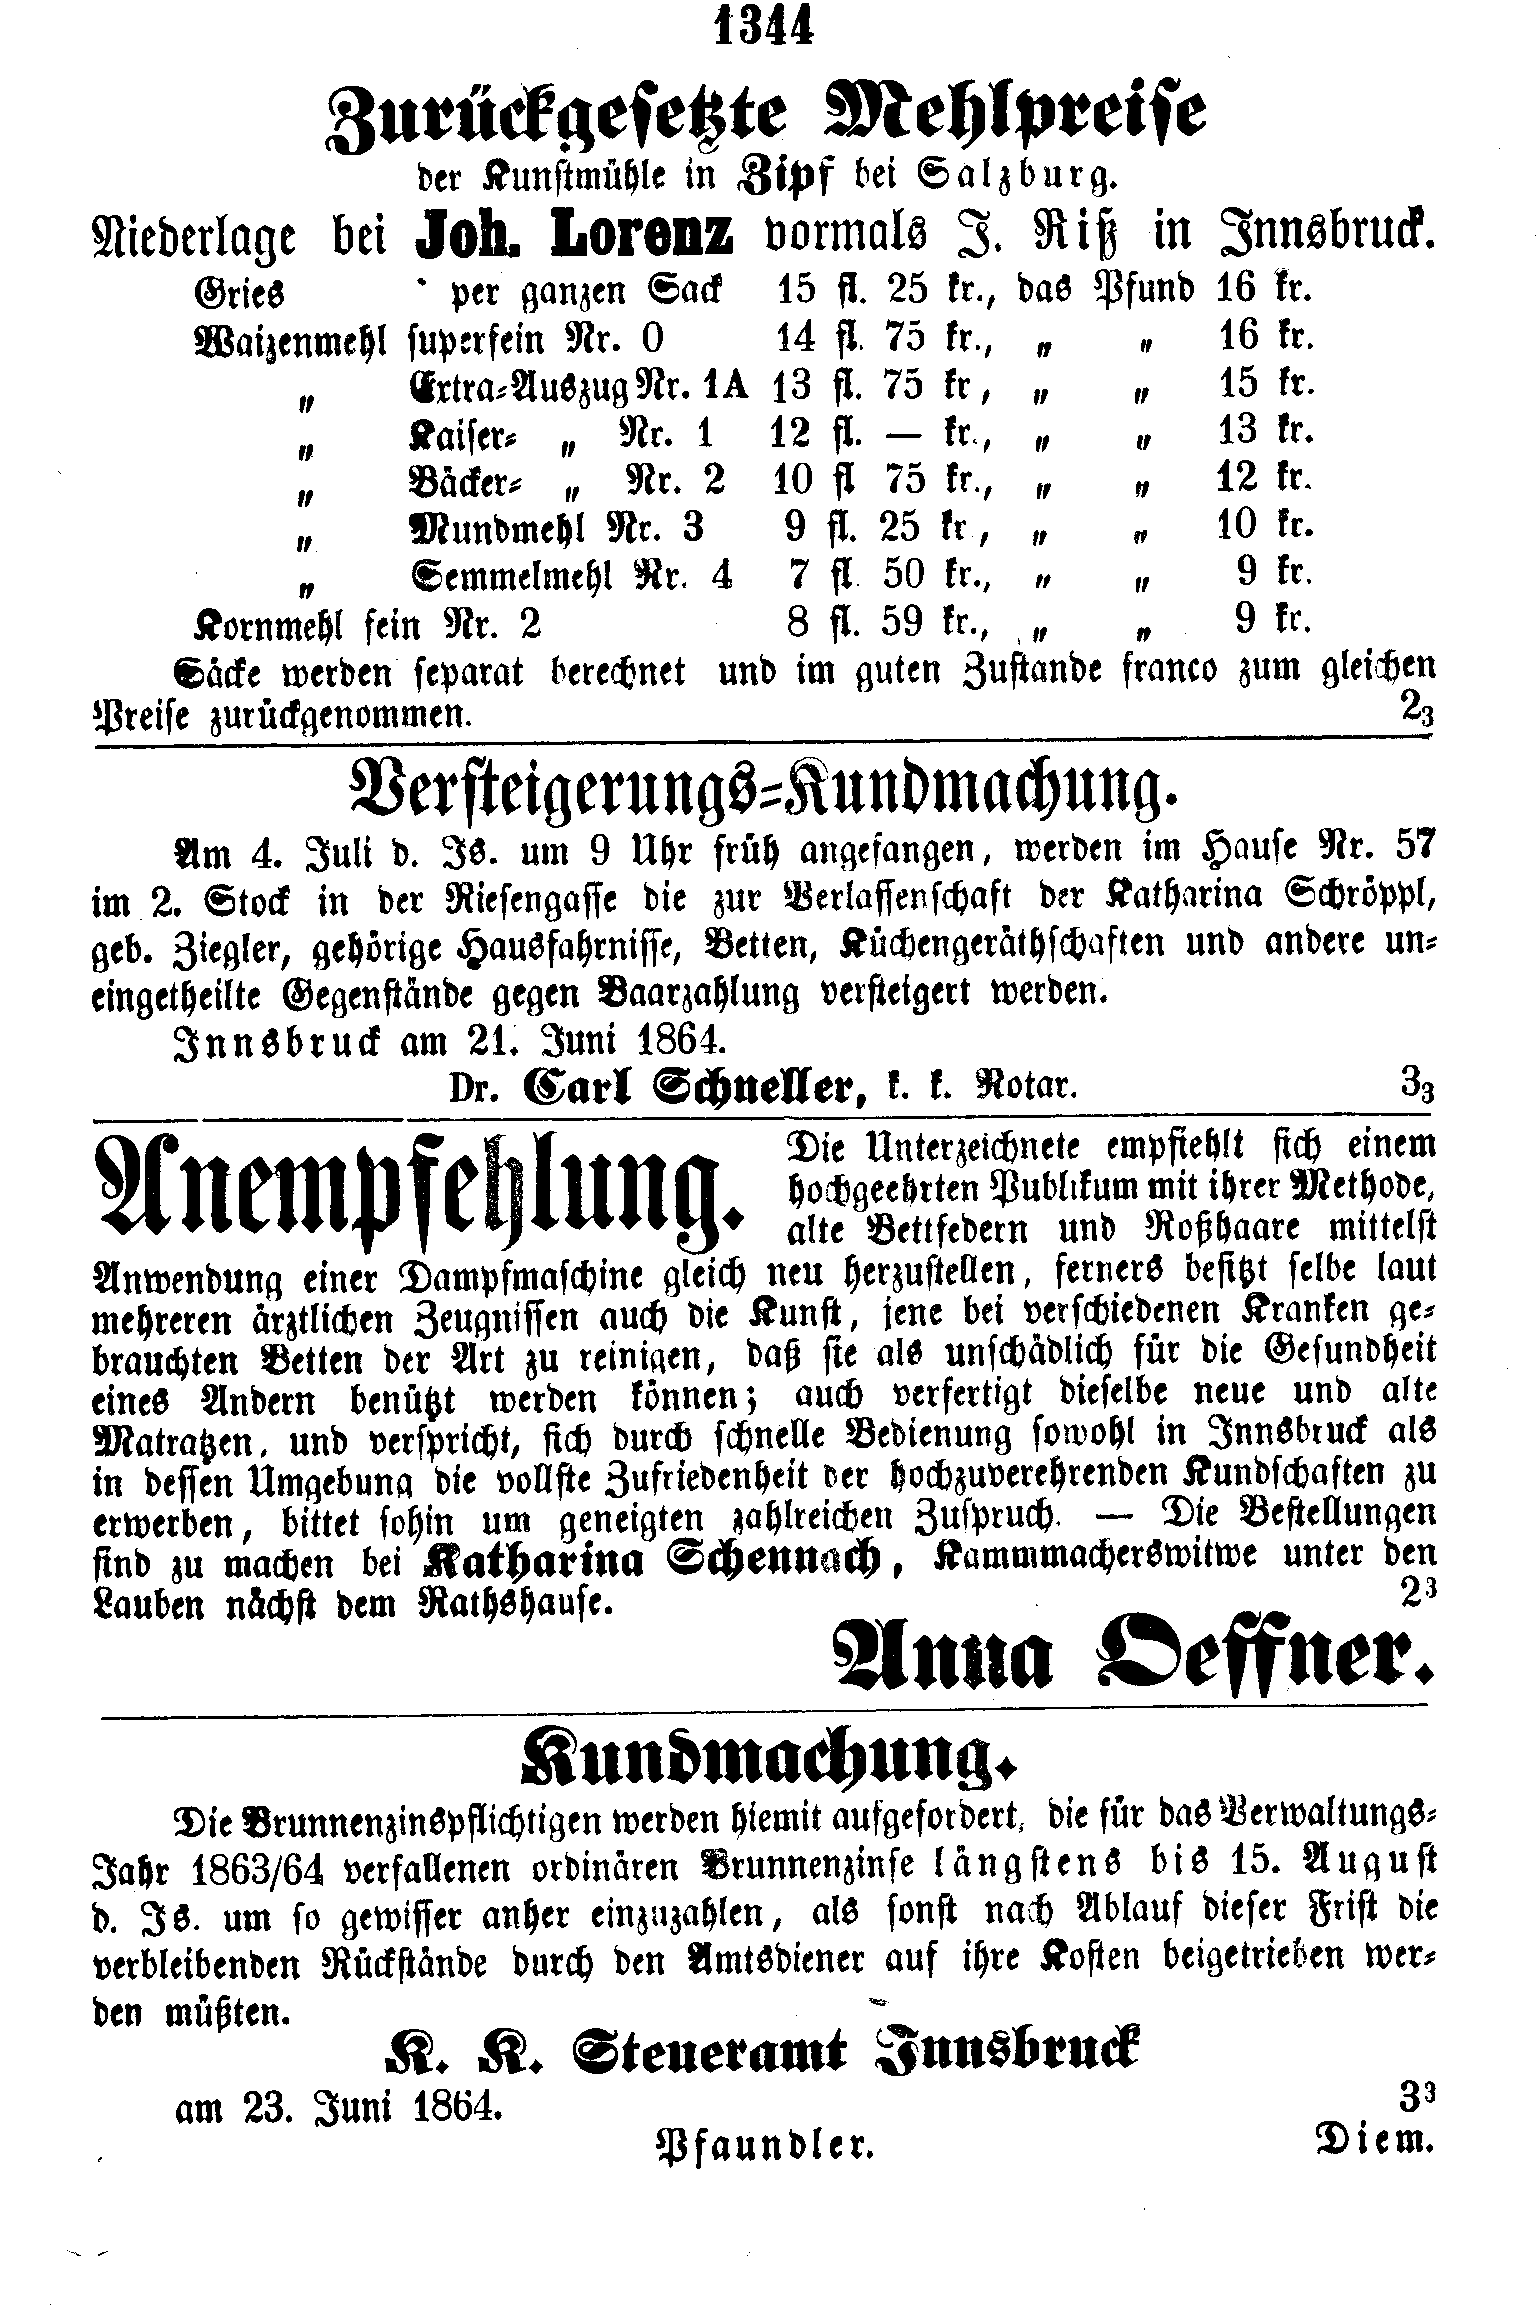 1344
Zurückgesetzte Mehlpreise
der Kunstmühle in Zipf bei Salzburg.
Niederlage bei Joh. Lorenz vormals J. Riß in Innsbruck.
Gries per ganzen Sack 15 fl. 25 kr., das Pfund 16 kr.
Waizenmehl superfein Nr. 0 14 fl. 75 kr., „ „ 16 kr.
„ Extra-Auszug Nr. 1A 13 fl. 75 kr, „ „ 15 kr.
„ Kaiser- „ Nr. 1 12 fl. — kr., „ „ 13 kr.
„ Bäcker- „ Nr. 2 10 fl 75 kr., „ „ 12 kr.
„ Mundmehl Nr. 3 9 fl. 25 kr, „ „ 10 kr.
„ Semmelmehl Nr. 4 7 fl. 50 kr., „ „ 9 kr.
Kornmehl fein Nr. 2 8 fl. 59 kr., „ „ 9 kr.
Säcke werden separat berechnet und im guten Zustande franco zum gleichen
Preise zurückgenommen. 2₃
Versteigerungs-Kundmachung.
Am 4. Juli d. Js. um 9 Uhr früh angefangen, werden im Hause Nr. 57
im 2. Stock in der Riesengasse die zur Verlassenschaft der Katharina Schröppl,
geb. Ziegler, gehörige Hausfahrnisse, Betten, Küchengeräthschaften und andere un-
eingetheilte Gegenstände gegen Baarzahlung versteigert werden.
Innsbruck am 21. Juni 1864.
Dr. Carl Schneller, k. k. Notar. 3₃
Anempfehlung. Die Unterzeichnete empfiehlt sich einem
hochgeehrten Publikum mit ihrer Methode,
alte Bettfedern und Roßhaare mittelst
Anwendung einer Dampfmaschine gleich neu herzustellen, ferners besitzt selbe laut
mehreren ärztlichen Zeugnissen auch die Kunst, jene bei verschiedenen Kranken ge-
brauchten Betten der Art zu reinigen, daß sie als unschädlich für die Gesundheit
eines Andern benützt werden können; auch verfertigt dieselbe neue und alte
Matratzen, und verspricht, sich durch schnelle Bedienung sowohl in Innsbruck als
in dessen Umgebung die vollste Zufriedenheit der hochzuverehrenden Kundschaften zu
erwerben, bittet sohin um geneigten zahlreichen Zuspruch. — Die Bestellungen
sind zu machen bei Katharina Schennach, Kammmacherswitwe unter den
Lauben nächst dem Rathshause. 2³
Anna Oeffner.
Kundmachung.
Die Brunnenzinspflichtigen werden hiemit aufgefordert, die für das Verwaltungs-
Jahr 1863/64 verfallenen ordinären Brunnenzinse längstens bis 15. August
d. Js. um so gewisser anher einzuzahlen, als sonst nach Ablauf dieser Frist die
verbleibenden Rückstände durch den Amtsdiener auf ihre Kosten beigetrieben wer-
den müßten.
K. K. Steueramt Innsbruck
am 23. Juni 1864. 3³
Pfaundler. Diem.